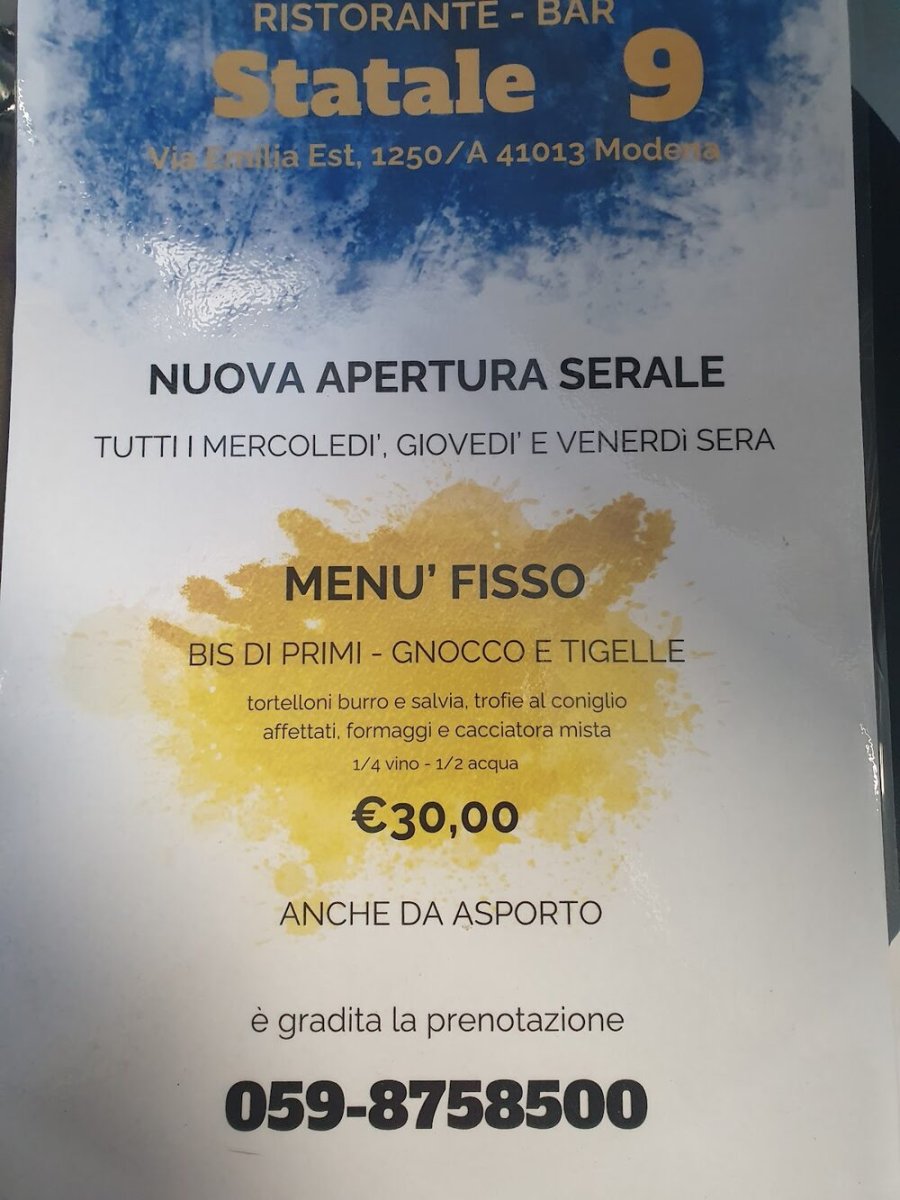 RISTORANTE - BAR
Statale 9
Via Emilia Est, 1250/A 41013 Modena
NUOVA APERTURA SERALE
TUTTI I MERCOLEDI', GIOVEDI' E VENERDì SERA
MENU' FISSO
BIS DI PRIMI - GNOCCO E TIGELLE
tortelloni burro e salvia, trofie al coniglio
affettati, formaggi e cacciatora mista
1/4 vino - 1/2 acqua
€30,00
ANCHE DA ASPORTO
è gradita la prenotazione
059-8758500